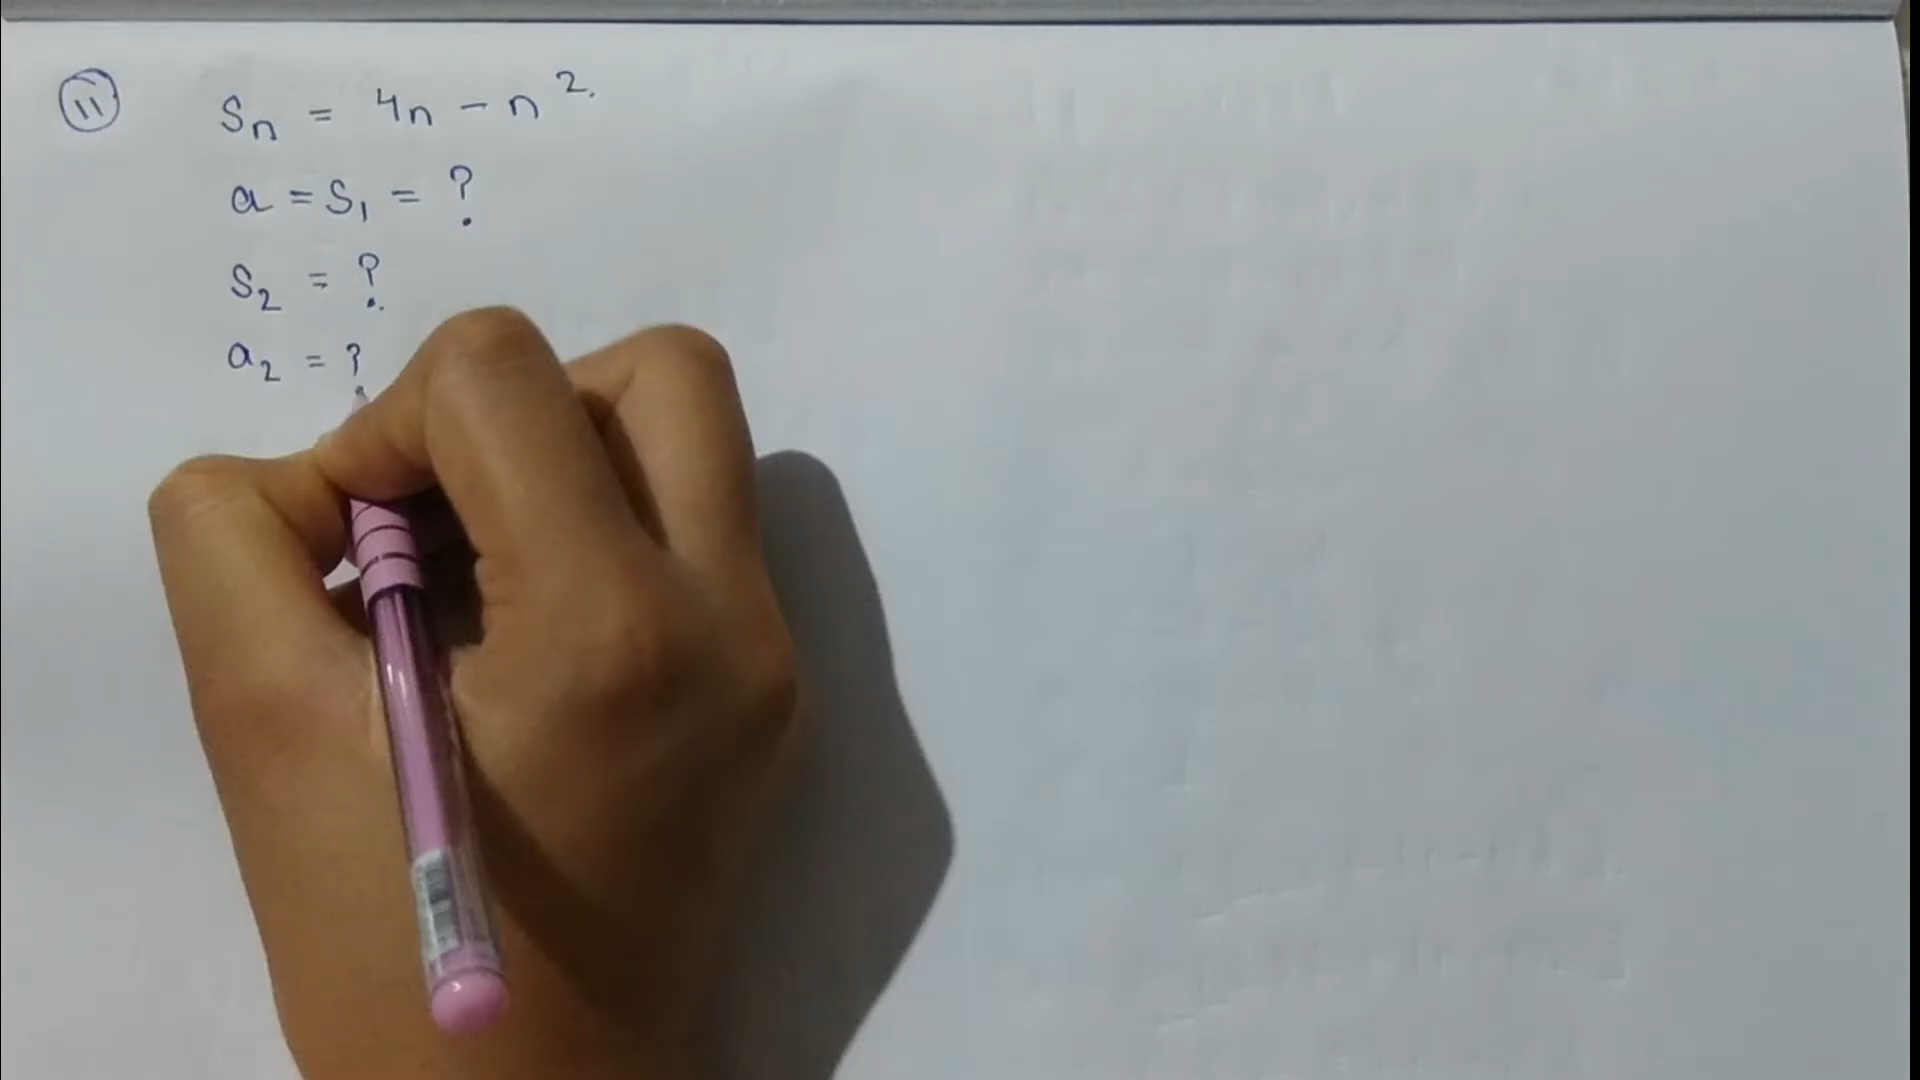 11 Sn = 4n - n².
a = S₁ = ?
S₂ = ?
a₂ = ?